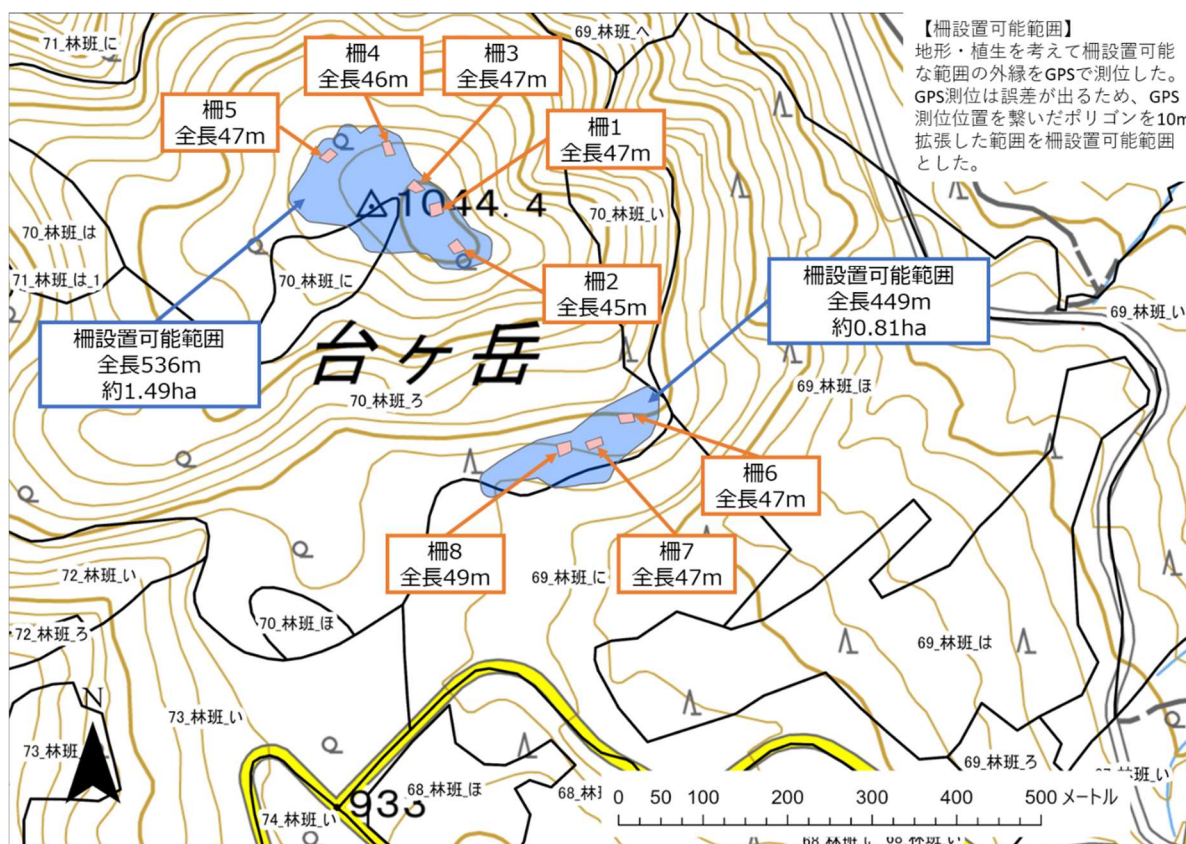 【柵設置可能範囲】
地形・植生を考えて柵設置可能
な範囲の外縁をGPSで測位した。
GPS測位は誤差が出るため、GPS
測位位置を繋いだポリゴンを10m
拡張した範囲を柵設置可能範囲
とした。
71_林班_に
69_林班_へ
柵4
全長46m
柵3
全長47m
柵5
全長47m
柵1
全長47m
1044.4
70_林班_い
70_林班_は
71_林班_は_1
70_林班_に
柵2
全長45m
柵設置可能範囲
全長449m
約0.81ha
69_林班_い
柵設置可能範囲
全長536m
約1.49ha
台ヶ岳
70_林班_ろ
69_林班_ほ
柵6
全長47m
柵8
全長49m
柵7
全長47m
72_林班_い
69_林班_に
70_林班_ほ
72_林班_ろ
69_林班_は
N
73_林班_い
73_林班
69_林班_ろ
林班_い
68_林班_ほ
68_林
933
74_林班_い
0 50 100 200 300 400 500 メートル